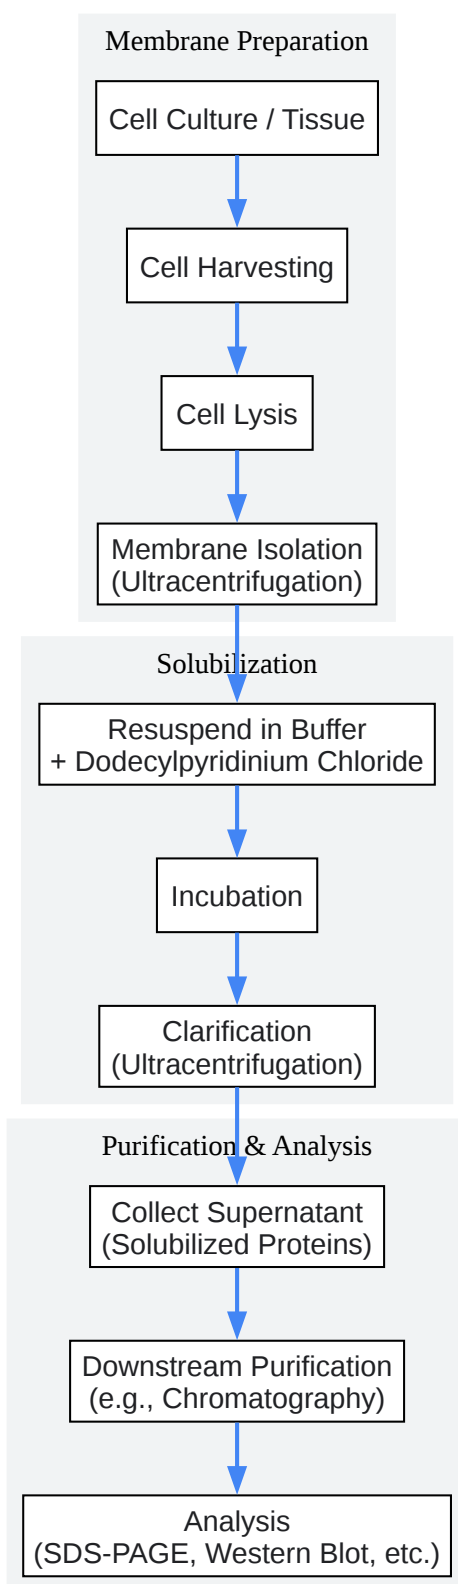 Membrane Preparation
Cell Culture / Tissue
Cell Harvesting
Cell Lysis
Membrane Isolation
(Ultracentrifugation)
Solubilization
Resuspend in Buffer
+ Dodecylpyridinium Chloride
Incubation
Clarification
(Ultracentrifugation)
Purification & Analysis
Collect Supernatant
(Solubilized Proteins)
Downstream Purification
(e.g., Chromatography)
Analysis
(SDS-PAGE, Western Blot, etc.)